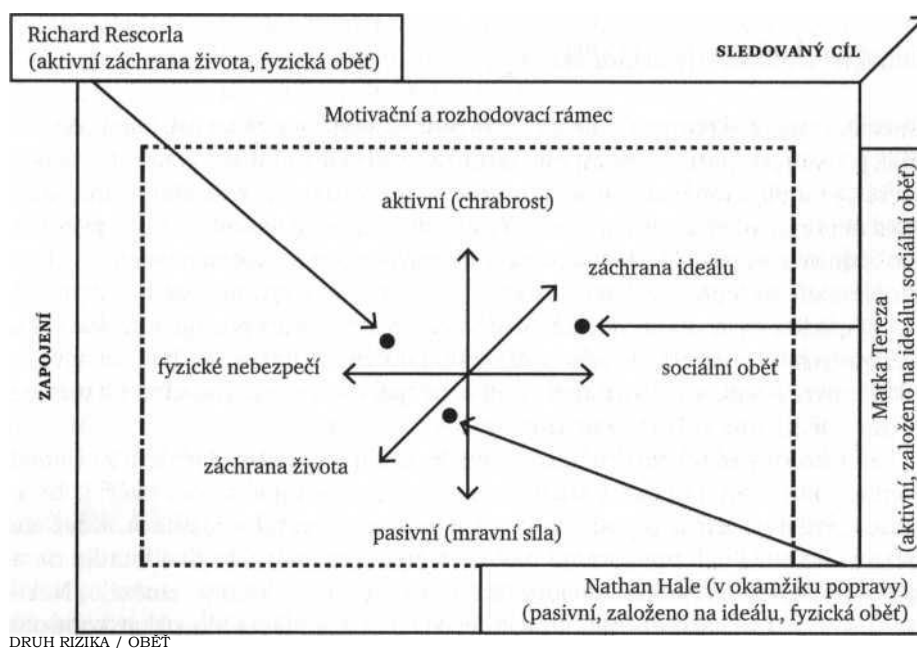 Richard Rescorla
(aktivní záchrana života, fyzická oběť)
SLEDOVANÝ CÍL
Motivační a rozhodovací rámec
aktivní (chrabrost)
záchrana ideálu
ZAPOJENÍ
fyzické nebezpečí
sociální oběť
Matka Tereza
(aktivní, založeno na ideálu, sociální oběť)
záchrana života
pasivní (mravní síla)
Nathan Hale (v okamžiku popravy)
(pasivní, založeno na ideálu, fyzická oběť)
DRUH RIZIKA / OBĚŤ